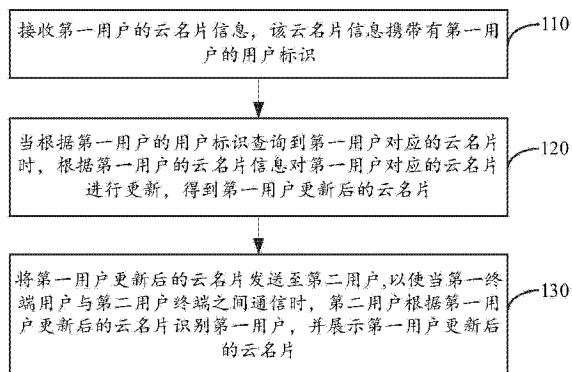 接收第一用户的云名片信息，该云名片信息携带有第一用
户的用户标识
110
当根据第一用户的用户标识查询到第一用户对应的云名片
时，根据第一用户的云名片信息对第一用户对应的云名片
进行更新，得到第一用户更新后的云名片
120
将第一用户更新后的云名片发送至第二用户,以便当第一终
端用户与第二用户终端之间通信时，第二用户根据第一用
户更新后的云名片识别第一用户，并展示第一用户更新后
的云名片
130